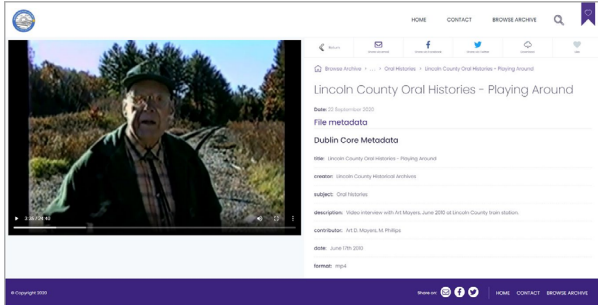 HOME CONTACT BROWSE ARCHIVE
Return
Browse Archive > ... > Oral Histories > Lincoln County Oral Histories - Playing Around
Lincoln County Oral Histories - Playing Around
Date: 22 September 2020
File metadata
Dublin Core Metadata
title: Lincoln County Oral Histories - Playing Around
creator: Lincoln County Historical Archives
subject: Oral histories
description: Video interview with Art Mayers, June 2010 at Lincoln County train station.
contributor: Art D. Mayers, M. Phillips
date: June 17th 2010
format: mp4
© Copyright 2020
Share on:
HOME CONTACT BROWSE ARCHIVE